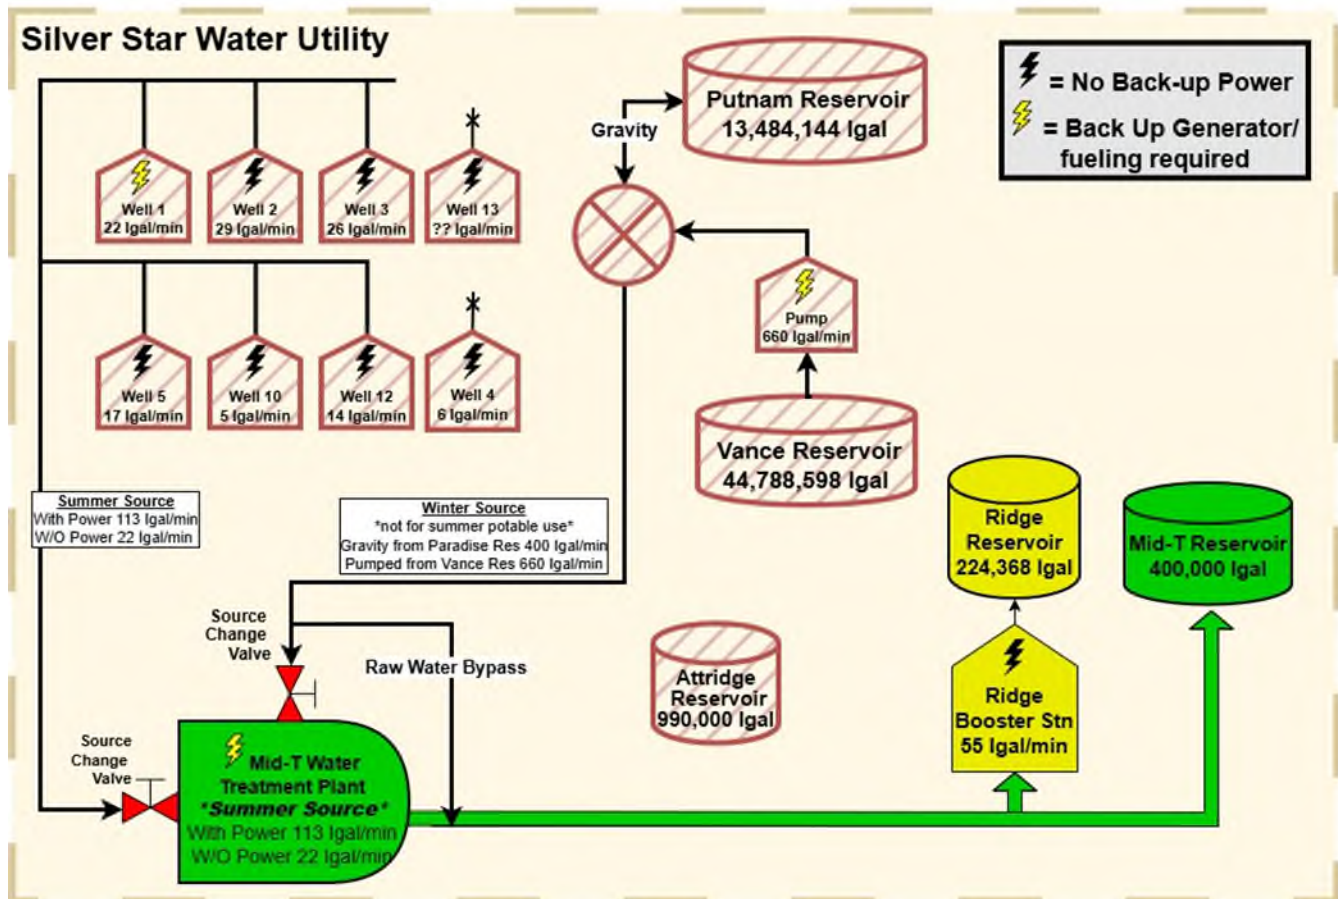 Silver Star Water Utility
= No Back-up Power
= Back Up Generator/
fueling required
Putnam Reservoir
13,484,144 Igal
Gravity
Well 1
22 Igal/min
Well 2
29 Igal/min
Well 3
26 Igal/min
Well 13
?? Igal/min
Pump
660 Igal/min
Well 5
17 Igal/min
Well 10
5 Igal/min
Well 12
14 Igal/min
Well 4
6 Igal/min
Vance Reservoir
44,788,598 Igal
Summer Source
With Power 113 Igal/min
W/O Power 22 Igal/min
Winter Source
*not for summer potable use*
Gravity from Paradise Res 400 Igal/min
Pumped from Vance Res 660 Igal/min
Ridge
Reservoir
224,368 Igal
Mid-T Reservoir
400,000 Igal
Source
Change
Valve
Raw Water Bypass
Attridge
Reservoir
990,000 Igal
Ridge
Booster Stn
55 Igal/min
Source
Change
Valve
Mid-T Water
Treatment Plant
*Summer Source*
With Power 113 Igal/min
W/O Power 22 Igal/min